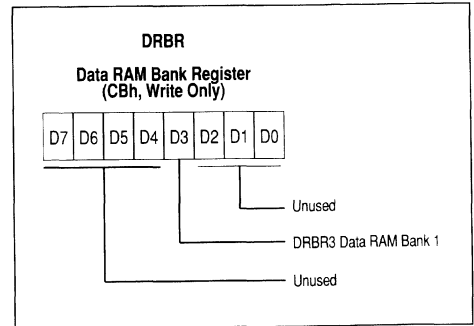 DRBR
Data RAM Bank Register
(CBh, Write Only)
D7 D6 D5 D4 D3 D2 D1 D0
Unused
DRBR3 Data RAM Bank 1
Unused